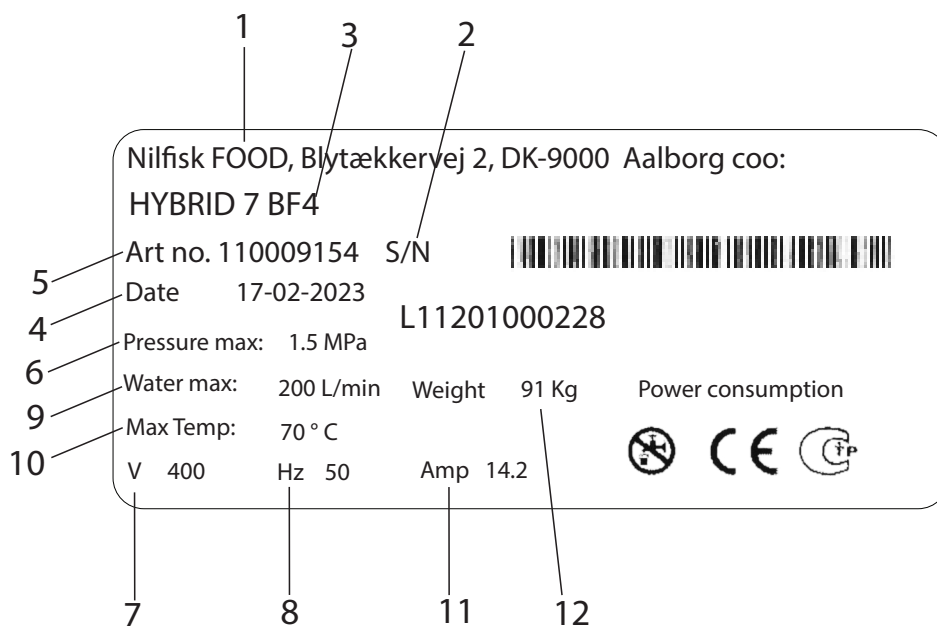 1
3
2
Nilfisk FOOD, Blytækkervej 2, DK-9000 Aalborg coo:
HYBRID 7 BF4
5 Art no. 110009154 S/N
4 Date 17-02-2023
L11201000228
6 Pressure max: 1.5 MPa
9 Water max: 200 L/min Weight 91 Kg Power consumption
10 Max Temp: 70 ° C
V 400 Hz 50 Amp 14.2
CE
7 8 11 12